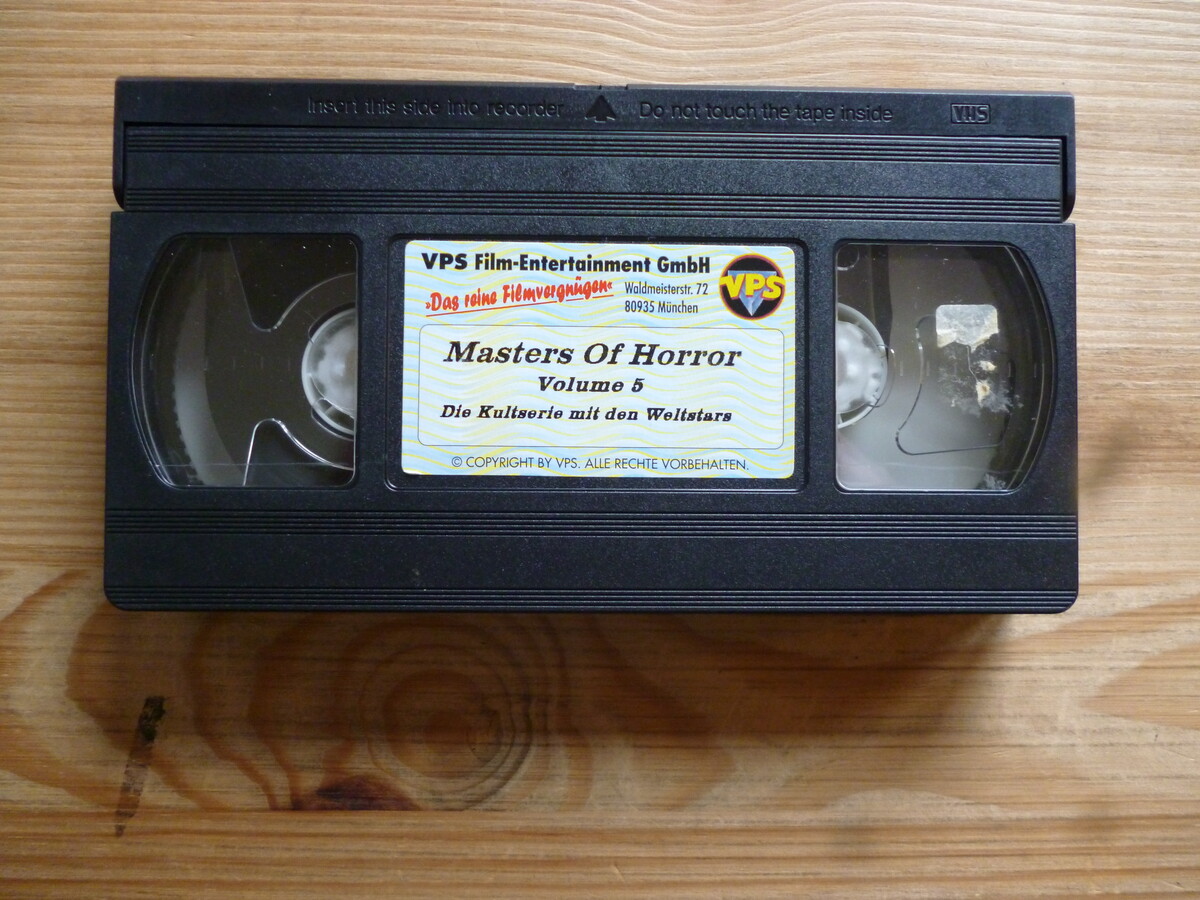 Insert this side into recorder Do not touch the tape inside VHS
VPS Film-Entertainment GmbH
»Das reine Filmvergnügen«
Waldmeisterstr. 72
80935 München
VPS
Masters Of Horror
Volume 5
Die Kultserie mit den Weltstars
© COPYRIGHT BY VPS. ALLE RECHTE VORBEHALTEN.